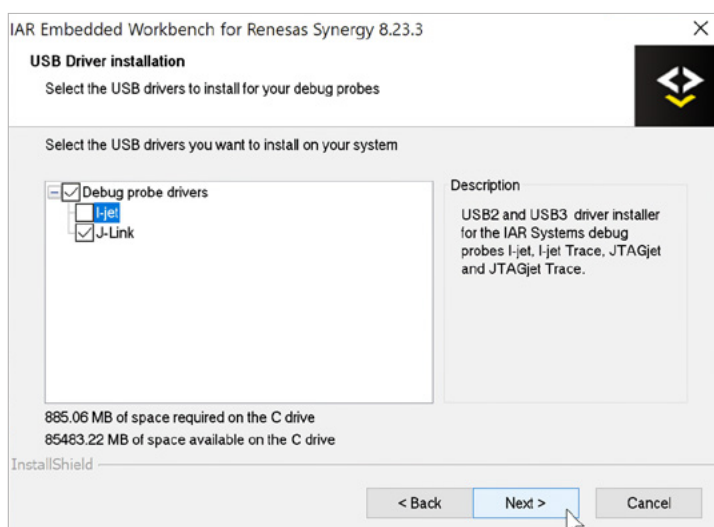 IAR Embedded Workbench for Renesas Synergy 8.23.3
USB Driver installation
Select the USB drivers to install for your debug probes
Select the USB drivers you want to install on your system
Debug probe drivers
I-jet
J-Link
Description
USB2 and USB3 driver installer
for the IAR Systems debug
probes I-jet, I-jet Trace, JTAGjet
and JTAGjet Trace.
885.06 MB of space required on the C drive
85483.22 MB of space available on the C drive
InstallShield
< Back
Next >
Cancel